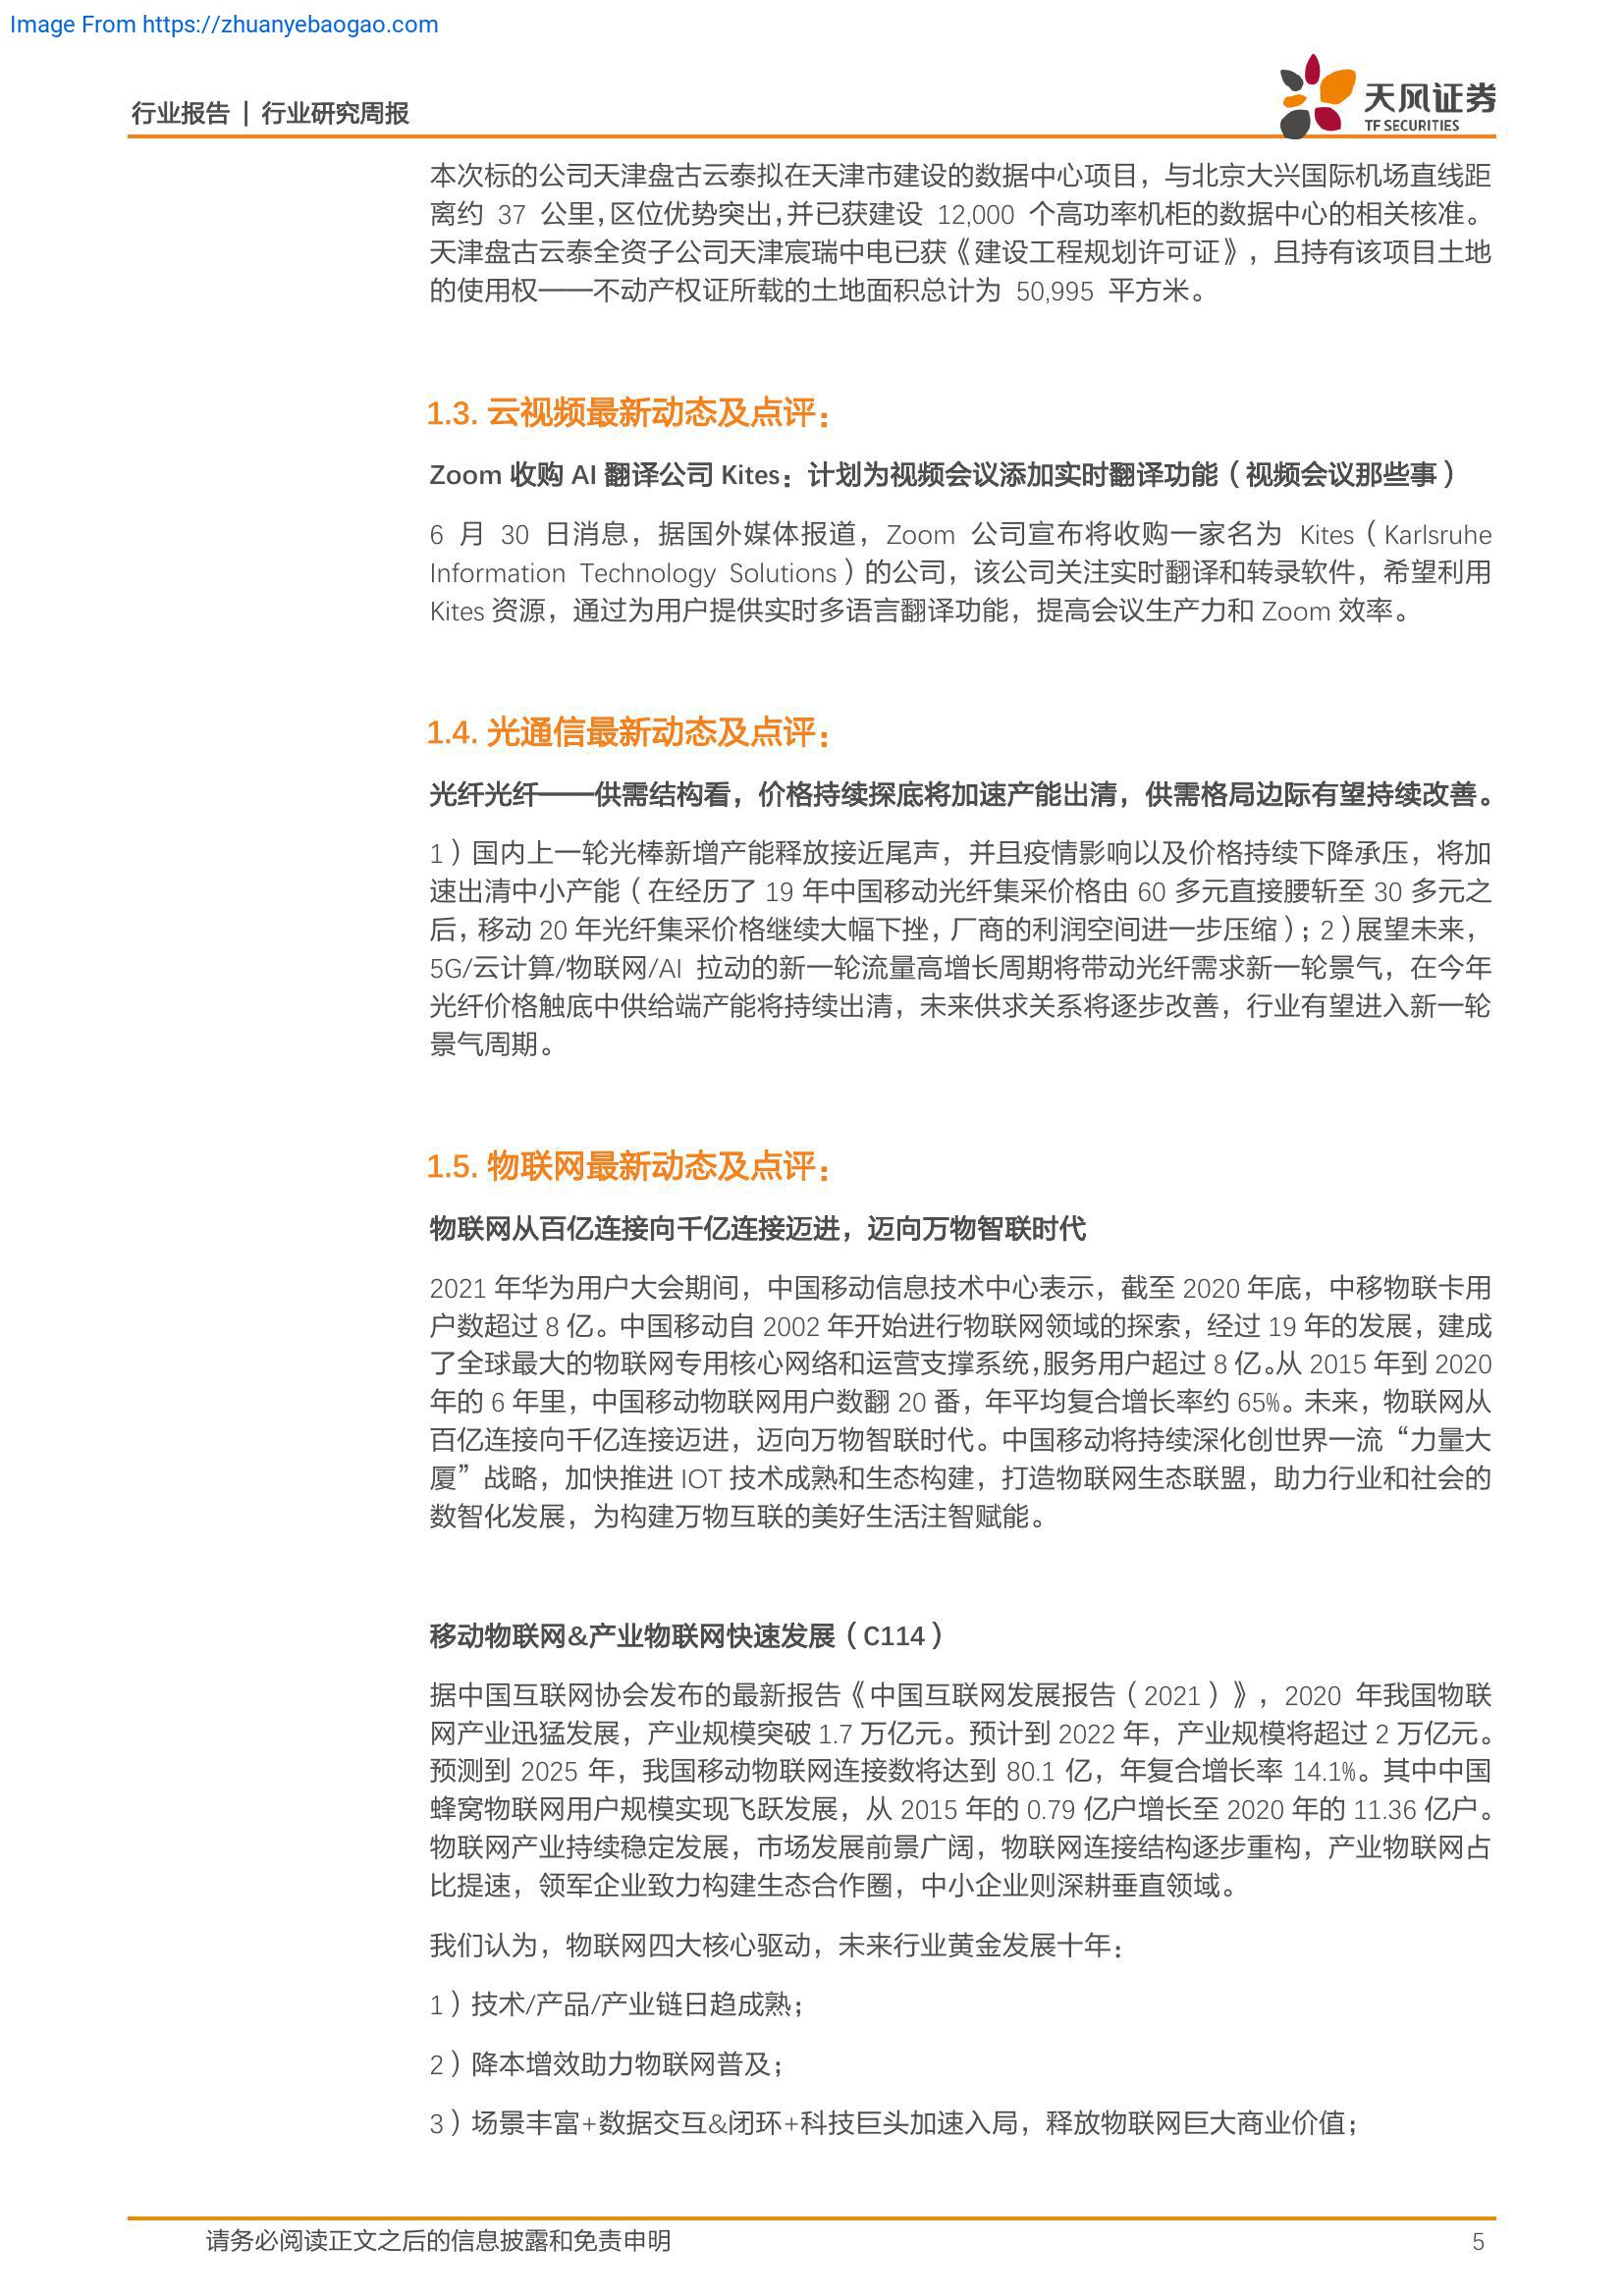 Image From https://zhuanyebaogao.com
行业报告 | 行业研究周报
天风证券
TF SECURITIES
本次标的公司天津盘古云泰拟在天津市建设的数据中心项目，与北京大兴国际机场直线距
离约 37 公里，区位优势突出，并已获建设 12,000 个高功率机柜的数据中心的相关核准。
天津盘古云泰全资子公司天津宸瑞中电已获《建设工程规划许可证》，且持有该项目土地
的使用权——不动产权证所载的土地面积总计为 50,995 平方米。
1.3. 云视频最新动态及点评：
Zoom 收购 AI 翻译公司 Kites：计划为视频会议添加实时翻译功能（视频会议那些事）
6 月 30 日消息，据国外媒体报道，Zoom 公司宣布将收购一家名为 Kites（Karlsruhe
Information Technology Solutions）的公司，该公司关注实时翻译和转录软件，希望利用
Kites 资源，通过为用户提供实时多语言翻译功能，提高会议生产力和 Zoom 效率。
1.4. 光通信最新动态及点评：
光纤光纤——供需结构看，价格持续探底将加速产能出清，供需格局边际有望持续改善。
1）国内上一轮光棒新增产能释放接近尾声，并且疫情影响以及价格持续下降承压，将加
速出清中小产能（在经历了 19 年中国移动光纤集采价格由 60 多元直接腰斩至 30 多元之
后，移动 20 年光纤集采价格继续大幅下挫，厂商的利润空间进一步压缩）；2）展望未来，
5G/云计算/物联网/AI 拉动的新一轮流量高增长周期将带动光纤需求新一轮景气，在今年
光纤价格触底中供给端产能将持续出清，未来供求关系将逐步改善，行业有望进入新一轮
景气周期。
1.5. 物联网最新动态及点评：
物联网从百亿连接向千亿连接迈进，迈向万物智联时代
2021 年华为用户大会期间，中国移动信息技术中心表示，截至 2020 年底，中移物联卡用
户数超过 8 亿。中国移动自 2002 年开始进行物联网领域的探索，经过 19 年的发展，建成
了全球最大的物联网专用核心网络和运营支撑系统，服务用户超过 8 亿。从 2015 年到 2020
年的 6 年里，中国移动物联网用户数翻 20 番，年平均复合增长率约 65%。未来，物联网从
百亿连接向千亿连接迈进，迈向万物智联时代。中国移动将持续深化创世界一流“力量大
厦”战略，加快推进 IOT 技术成熟和生态构建，打造物联网生态联盟，助力行业和社会的
数智化发展，为构建万物互联的美好生活注智赋能。
移动物联网&产业物联网快速发展（C114）
据中国互联网协会发布的最新报告《中国互联网发展报告（2021）》，2020 年我国物联
网产业迅猛发展，产业规模突破 1.7 万亿元。预计到 2022 年，产业规模将超过 2 万亿元。
预测到 2025 年，我国移动物联网连接数将达到 80.1 亿，年复合增长率 14.1%。其中中国
蜂窝物联网用户规模实现飞跃发展，从 2015 年的 0.79 亿户增长至 2020 年的 11.36 亿户。
物联网产业持续稳定发展，市场发展前景广阔，物联网连接结构逐步重构，产业物联网占
比提速，领军企业致力构建生态合作圈，中小企业则深耕垂直领域。
我们认为，物联网四大核心驱动，未来行业黄金发展十年：
1）技术/产品/产业链日趋成熟；
2）降本增效助力物联网普及；
3）场景丰富+数据交互&闭环+科技巨头加速入局，释放物联网巨大商业价值；
请务必阅读正文之后的信息披露和免责申明
5